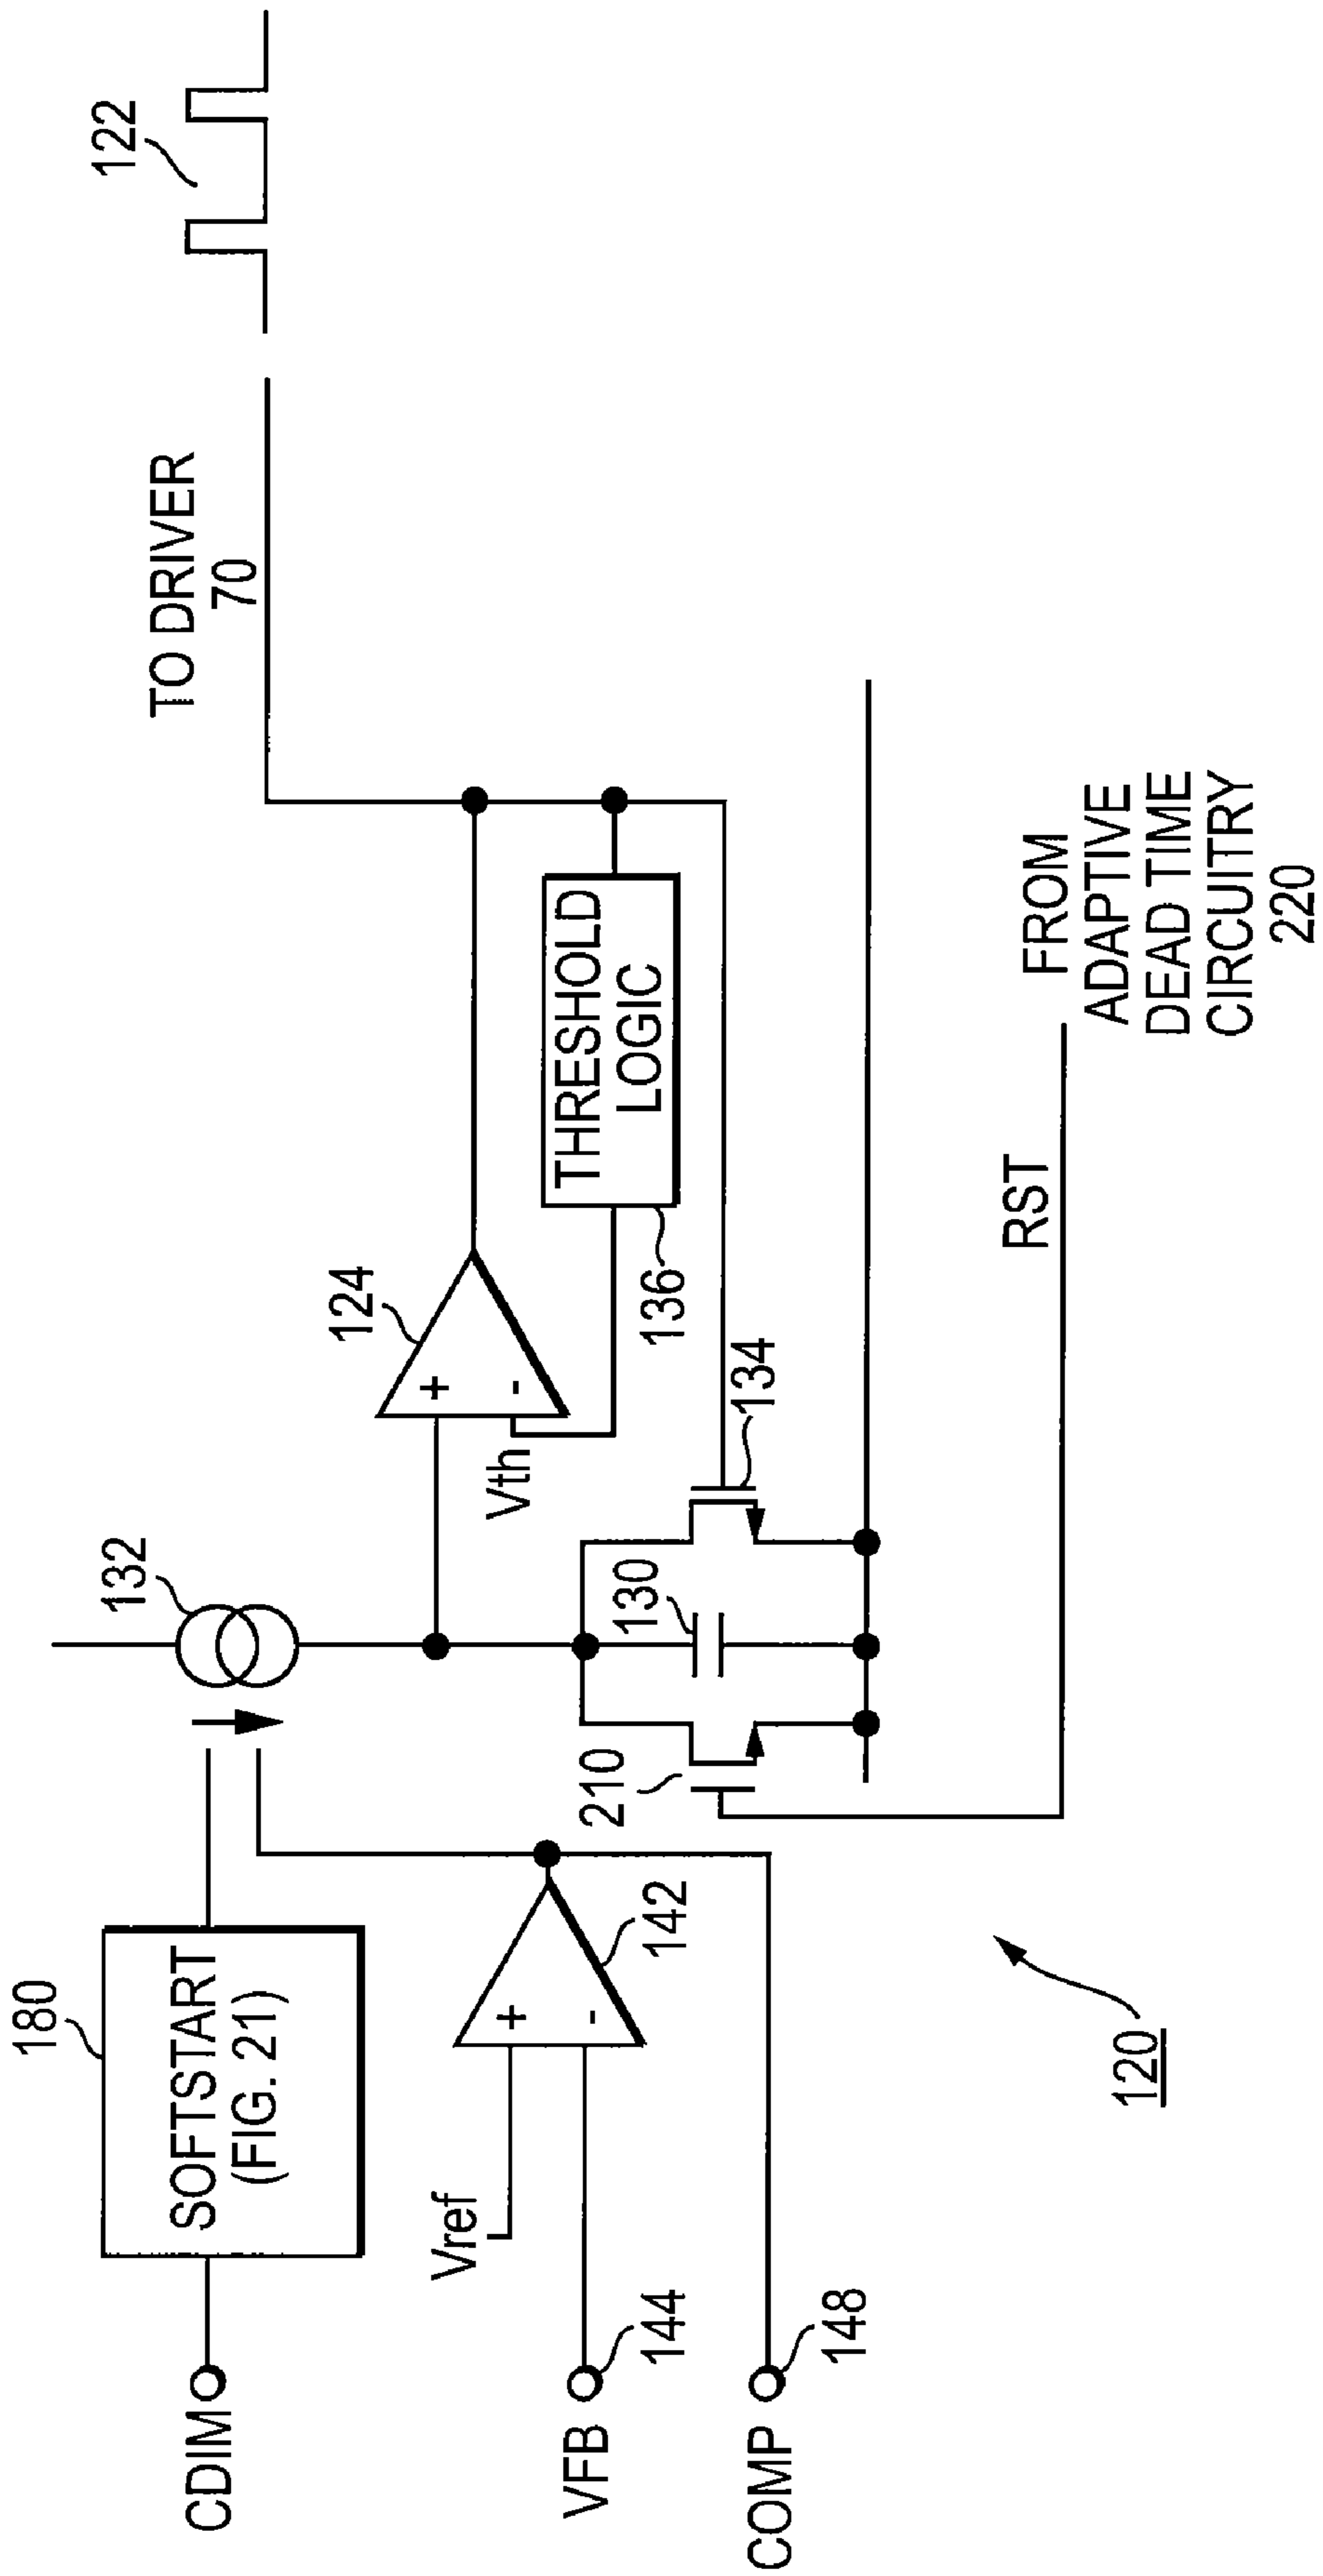 122
TO DRIVER
70
132
124
+
-
Vth
THRESHOLD
LOGIC
136
134
130
210
180
SOFTSTART
(FIG. 21)
CDIM
Vref
+
-
142
VFB
144
COMP
148
RST
FROM
ADAPTIVE
DEAD TIME
CIRCUITRY
220
120